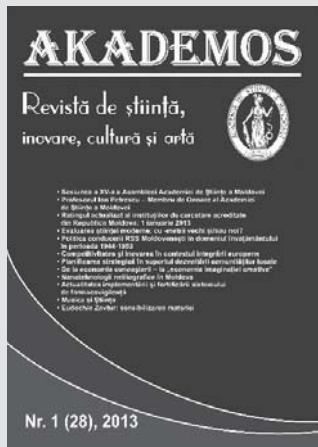 AKADEMOS
Revistă de știință,
inovare, cultură și artă
• Sesiunea a XV-a a Asambleei Academiei de Științe a Moldovei
• Profesorul Ion Petrescu – Membru de Onoare al Academiei
de Științe a Moldovei
• Ratingul actualizat al instituțiilor de cercetare acreditate
din Republica Moldova: 1 ianuarie 2013
• Evaluarea științei moderne: cu metrii vechi și/sau noi?
• Politica conducerii RSS Moldovenești în domeniul învățământului
în perioada 1944-1953
• Competitivitatea și inovarea în contextul integrării europene
• Planificarea strategică în suportul dezvoltării comunităților locale
• De la economia cunoașterii – la „economia imaginației creative”
• Nanotehnologii netitografice în Moldova
• Actualitatea implementării și fortificării sistemului
de farmacovigilență
• Muzica și Știința
• Eudochia Zavtur: sensibilizarea materiei
Nr. 1 (28), 2013